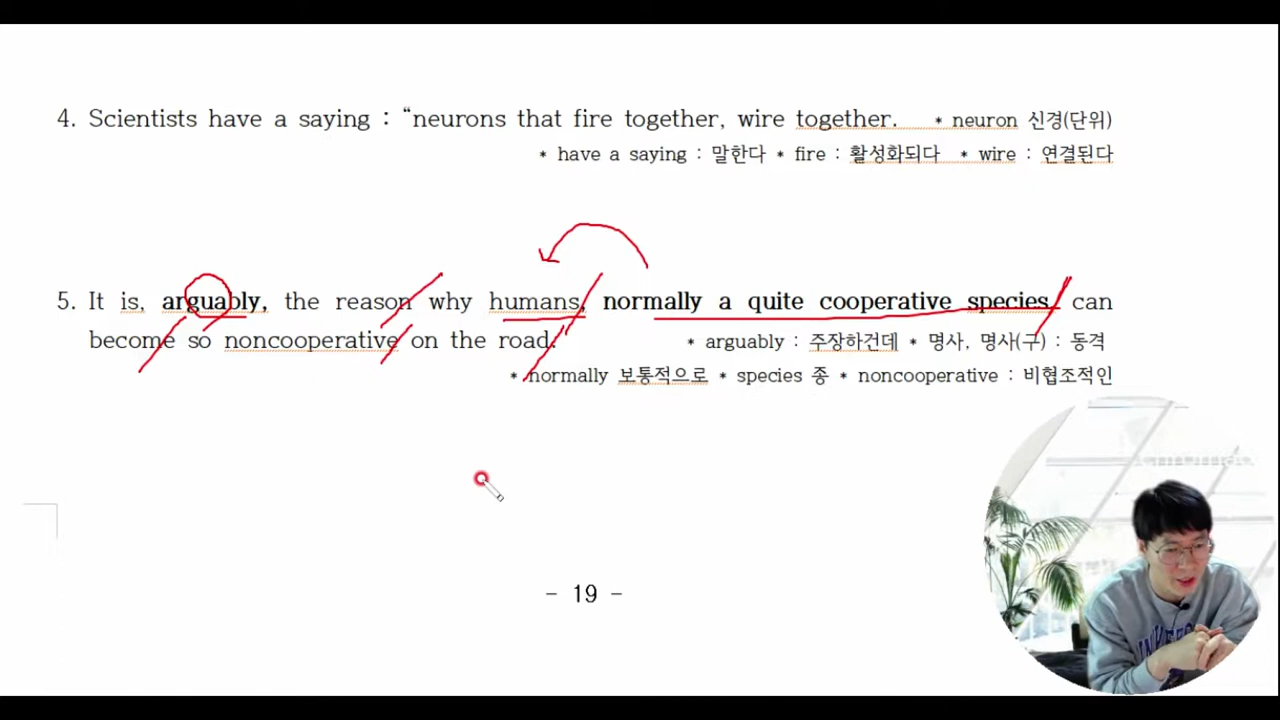 4. Scientists have a saying : “neurons that fire together, wire together. * neuron 신경(단위)
* have a saying : 말한다 * fire : 활성화되다 * wire : 연결된다
5. It is, arguably, the reason why humans, normally a quite cooperative species, can
become so noncooperative on the road.” * arguably : 주장하건데 * 명사, 명사(구) : 동격
* normally 보통적으로 * species 종 * noncooperative : 비협조적인
- 19 -